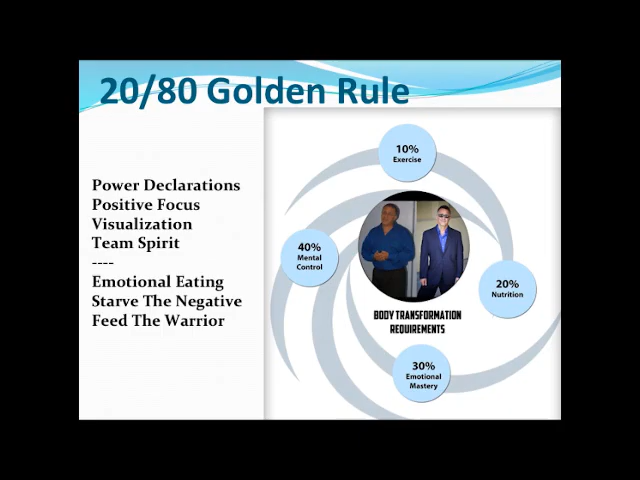 20/80 Golden Rule
Power Declarations
Positive Focus
Visualization
Team Spirit
----
Emotional Eating
Starve The Negative
Feed The Warrior
10%
Exercise
40%
Mental
Control
20%
Nutrition
BODY TRANSFORMATION
REQUIREMENTS
30%
Emotional
Mastery